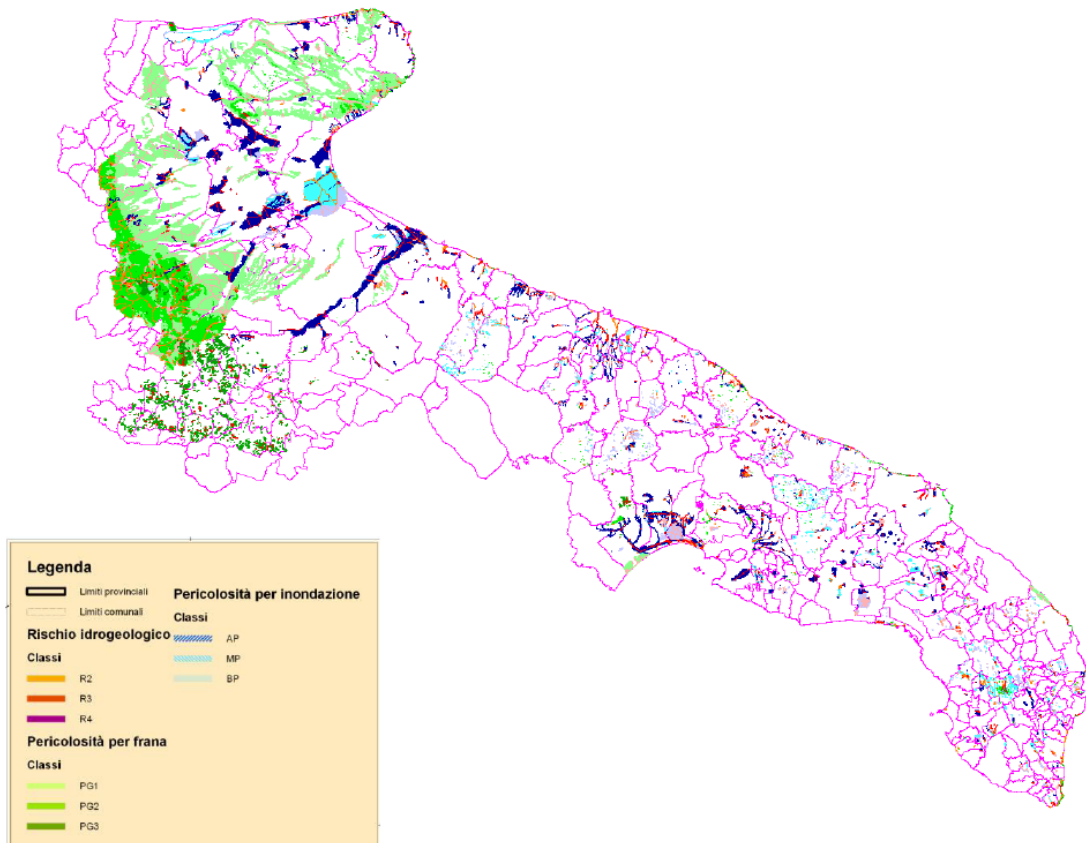 Legenda
Limiti provinciali
Limiti comunali
Rischio idrogeologico
Classi
R2
R3
R4
Pericolosità per frana
Classi
PG1
PG2
PG3
Pericolosità per inondazione
Classi
AP
MP
BP